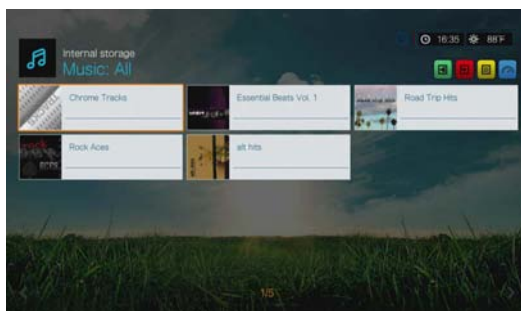 16:35 88°F
Internal storage
Music: All
Chrome Tracks
Essential Beats Vol. 1
Road Trip Hits
Rock Aces
alt hits
1/5